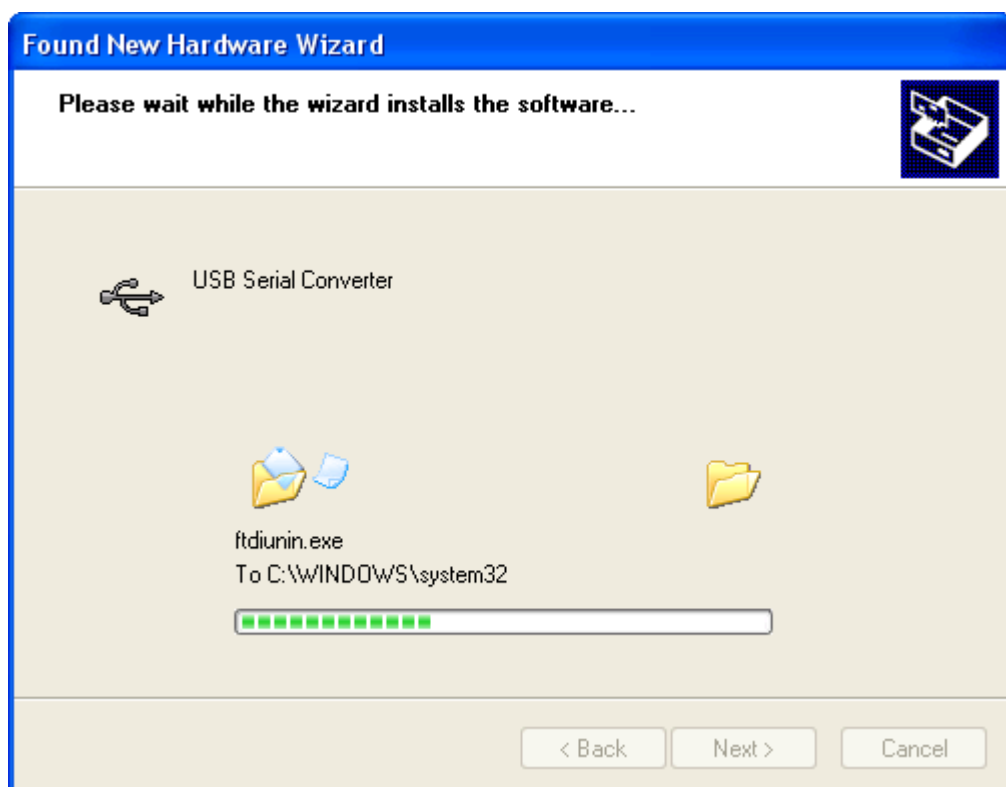 Found New Hardware Wizard
Please wait while the wizard installs the software...
USB Serial Converter
ftdiunin.exe
To C:\WINDOWS\system32
< Back
Next >
Cancel